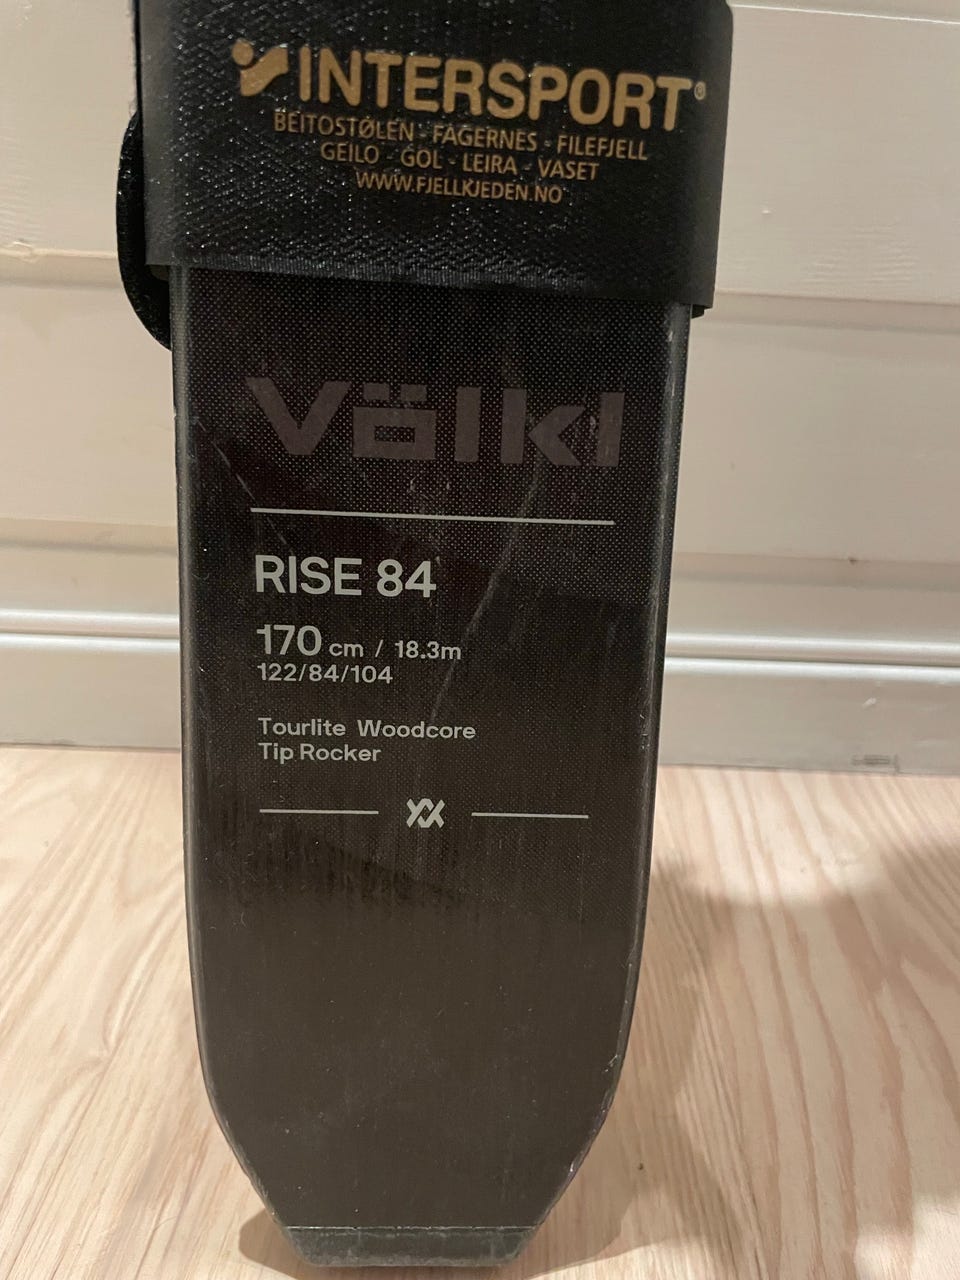 INTERSPORT®
BEITOSTØLEN - FAGERNES - FILEFJELL
GEILO - GOL - LEIRA - VASET
WWW.FJELLKJEDEN.NO
Völkl
RISE 84
170 cm / 18.3m
122/84/104
Tourlite Woodcore
Tip Rocker